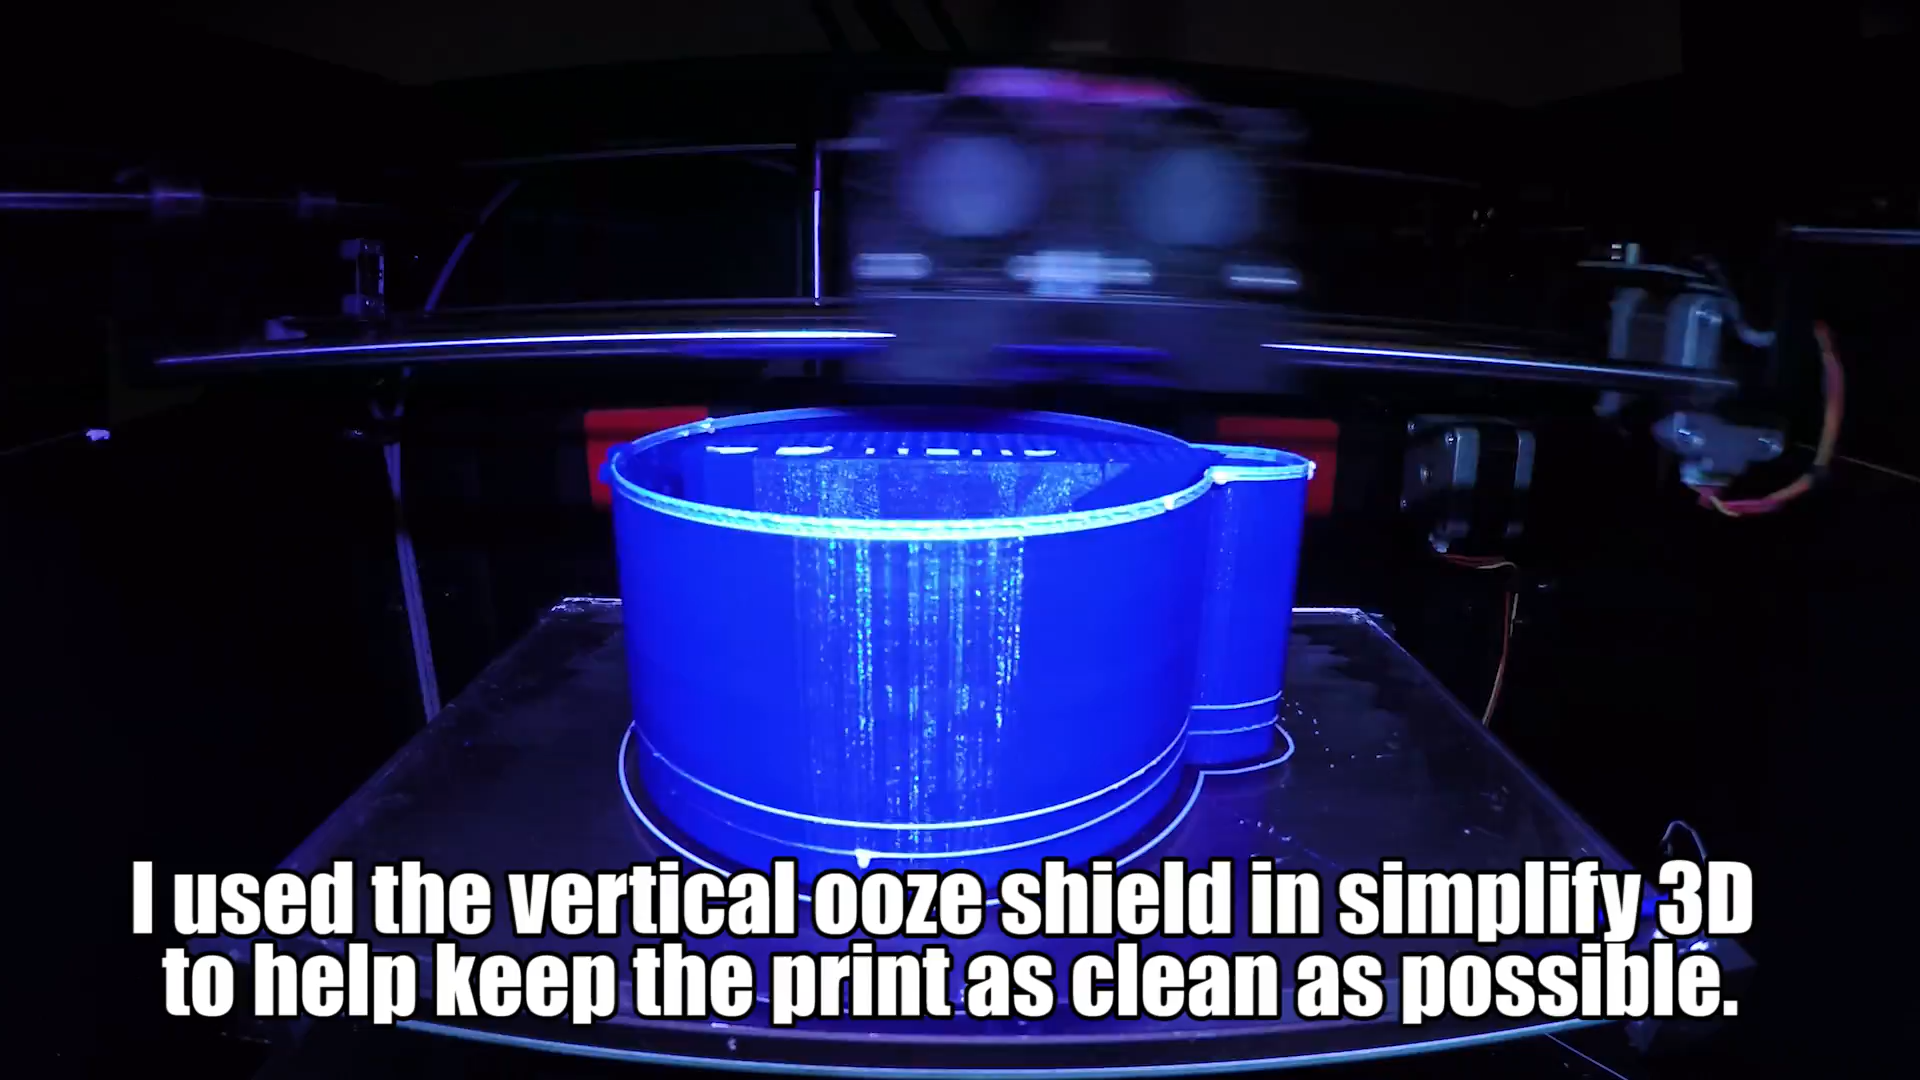 I used the vertical ooze shield in simplify 3D
to help keep the print as clean as possible.